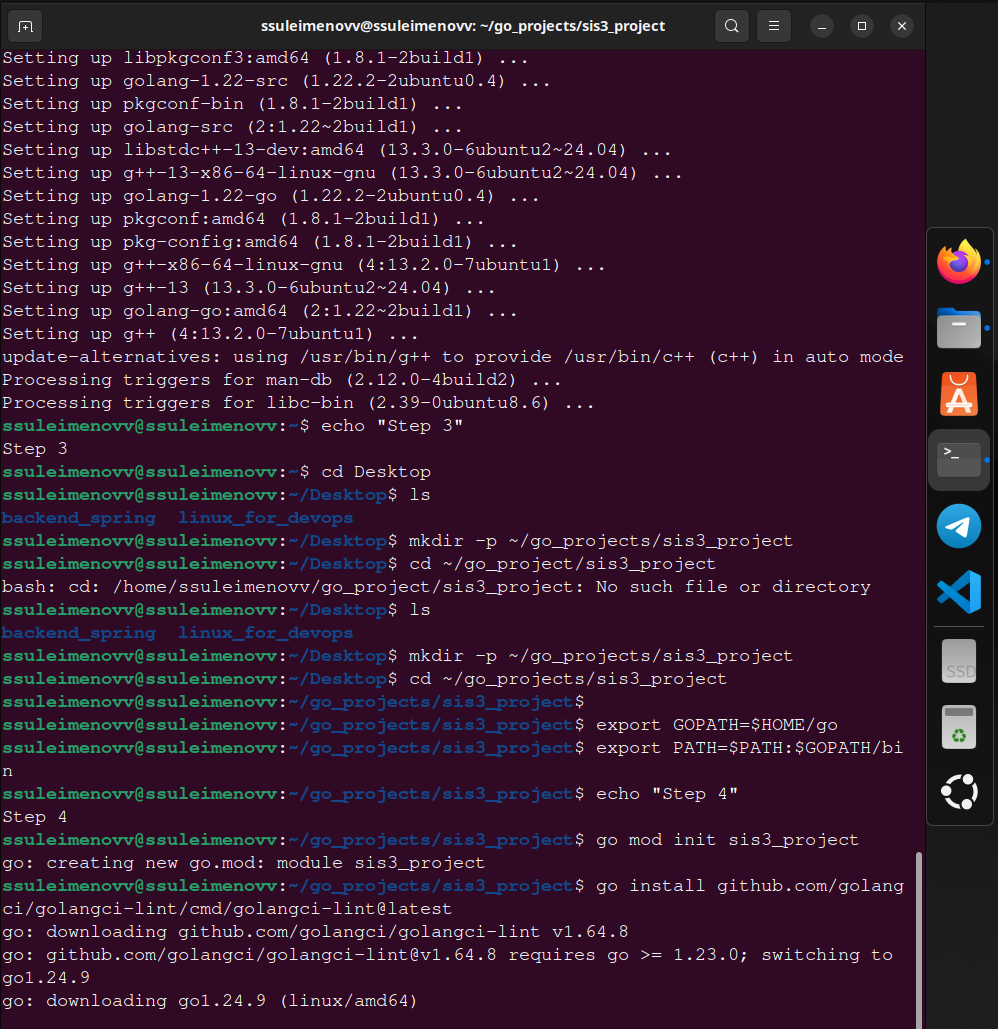 ssuleimenovv@ssuleimenovv: ~/go_projects/sis3_project
Setting up libpkgconf3:amd64 (1.8.1-2build1) ...
Setting up golang-1.22-src (1.22.2-2ubuntu0.4) ...
Setting up pkgconf-bin (1.8.1-2build1) ...
Setting up golang-src (2:1.22~2build1) ...
Setting up libstdc++-13-dev:amd64 (13.3.0-6ubuntu2~24.04) ...
Setting up g++-13-x86-64-linux-gnu (13.3.0-6ubuntu2~24.04) ...
Setting up golang-1.22-go (1.22.2-2ubuntu0.4) ...
Setting up pkgconf:amd64 (1.8.1-2build1) ...
Setting up pkg-config:amd64 (1.8.1-2build1) ...
Setting up g++-x86-64-linux-gnu (4:13.2.0-7ubuntu1) ...
Setting up g++-13 (13.3.0-6ubuntu2~24.04) ...
Setting up golang-go:amd64 (2:1.22~2build1) ...
Setting up g++ (4:13.2.0-7ubuntu1) ...
update-alternatives: using /usr/bin/g++ to provide /usr/bin/c++ (c++) in auto mode
Processing triggers for man-db (2.12.0-4build2) ...
Processing triggers for libc-bin (2.39-0ubuntu8.6) ...
ssuleimenovv@ssuleimenovv:~$ echo "Step 3"
Step 3
ssuleimenovv@ssuleimenovv:~$ cd Desktop
ssuleimenovv@ssuleimenovv:~/Desktop$ ls
backend_spring  linux_for_devops
ssuleimenovv@ssuleimenovv:~/Desktop$ mkdir -p ~/go_projects/sis3_project
ssuleimenovv@ssuleimenovv:~/Desktop$ cd ~/go_project/sis3_project
bash: cd: /home/ssuleimenovv/go_project/sis3_project: No such file or directory
ssuleimenovv@ssuleimenovv:~/Desktop$ ls
backend_spring  linux_for_devops
ssuleimenovv@ssuleimenovv:~/Desktop$ mkdir -p ~/go_projects/sis3_project
ssuleimenovv@ssuleimenovv:~/Desktop$ cd ~/go_projects/sis3_project
ssuleimenovv@ssuleimenovv:~/go_projects/sis3_project$
ssuleimenovv@ssuleimenovv:~/go_projects/sis3_project$ export GOPATH=$HOME/go
ssuleimenovv@ssuleimenovv:~/go_projects/sis3_project$ export PATH=$PATH:$GOPATH/bi
n
ssuleimenovv@ssuleimenovv:~/go_projects/sis3_project$ echo "Step 4"
Step 4
ssuleimenovv@ssuleimenovv:~/go_projects/sis3_project$ go mod init sis3_project
go: creating new go.mod: module sis3_project
ssuleimenovv@ssuleimenovv:~/go_projects/sis3_project$ go install github.com/golang
ci/golangci-lint/cmd/golangci-lint@latest
go: downloading github.com/golangci/golangci-lint v1.64.8
go: github.com/golangci/golangci-lint@v1.64.8 requires go >= 1.23.0; switching to
go1.24.9
go: downloading go1.24.9 (linux/amd64)
SSD